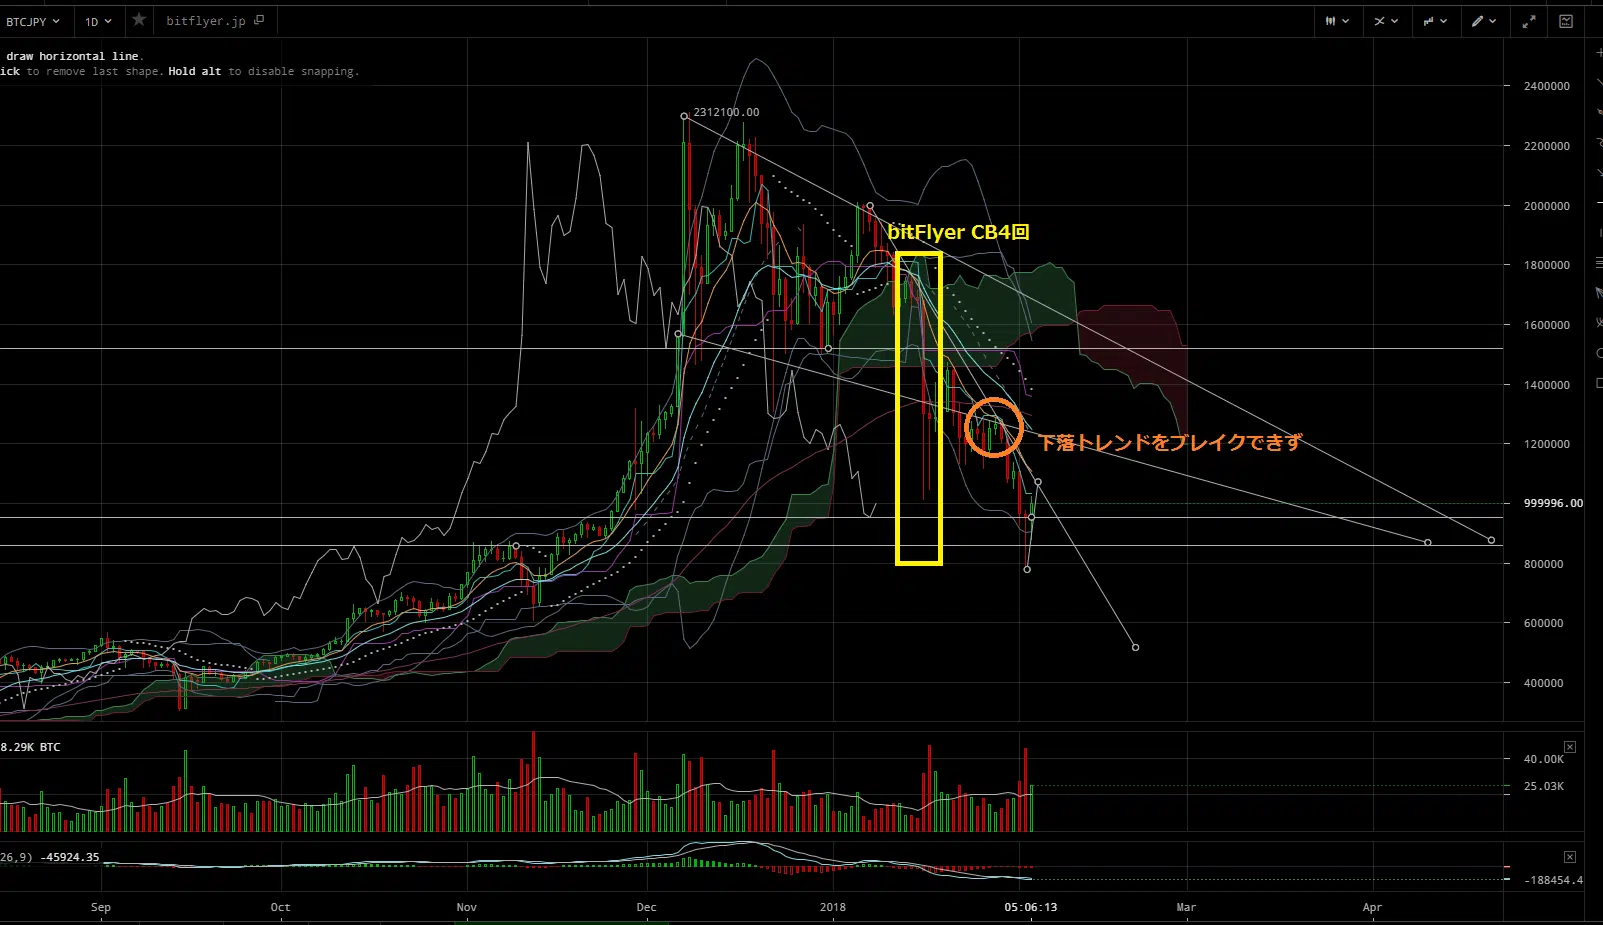 BTCJPY
1D
bitflyer.jp
draw horizontal line.
ick to remove last shape. Hold alt to disable snapping.
2400000
2312100.00
2200000
2000000
bitFlyer CB4回
1800000
1600000
1400000
1200000
下落トレンドをブレイクできず
999996.00
800000
600000
400000
8.29K BTC
40.00K
25.03K
26,9) -45924.35
-188454.4
Sep
Oct
Nov
Dec
2018
05:06:13
Mar
Apr